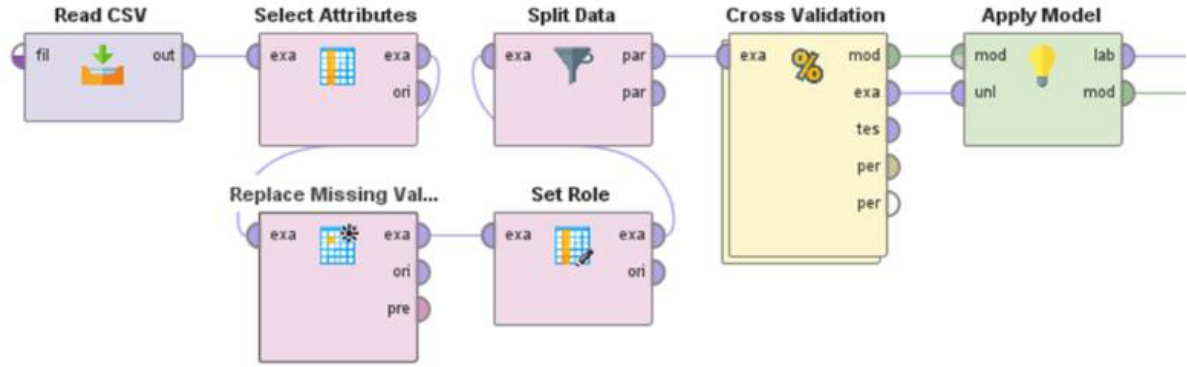 Read CSV
fil
out
Select Attributes
exa
exa
ori
Split Data
exa
par
par
Cross Validation
%
exa
mod
exa
tes
per
per
Apply Model
mod
unl
lab
mod
Replace Missing Val...
exa
exa
ori
pre
Set Role
exa
exa
ori